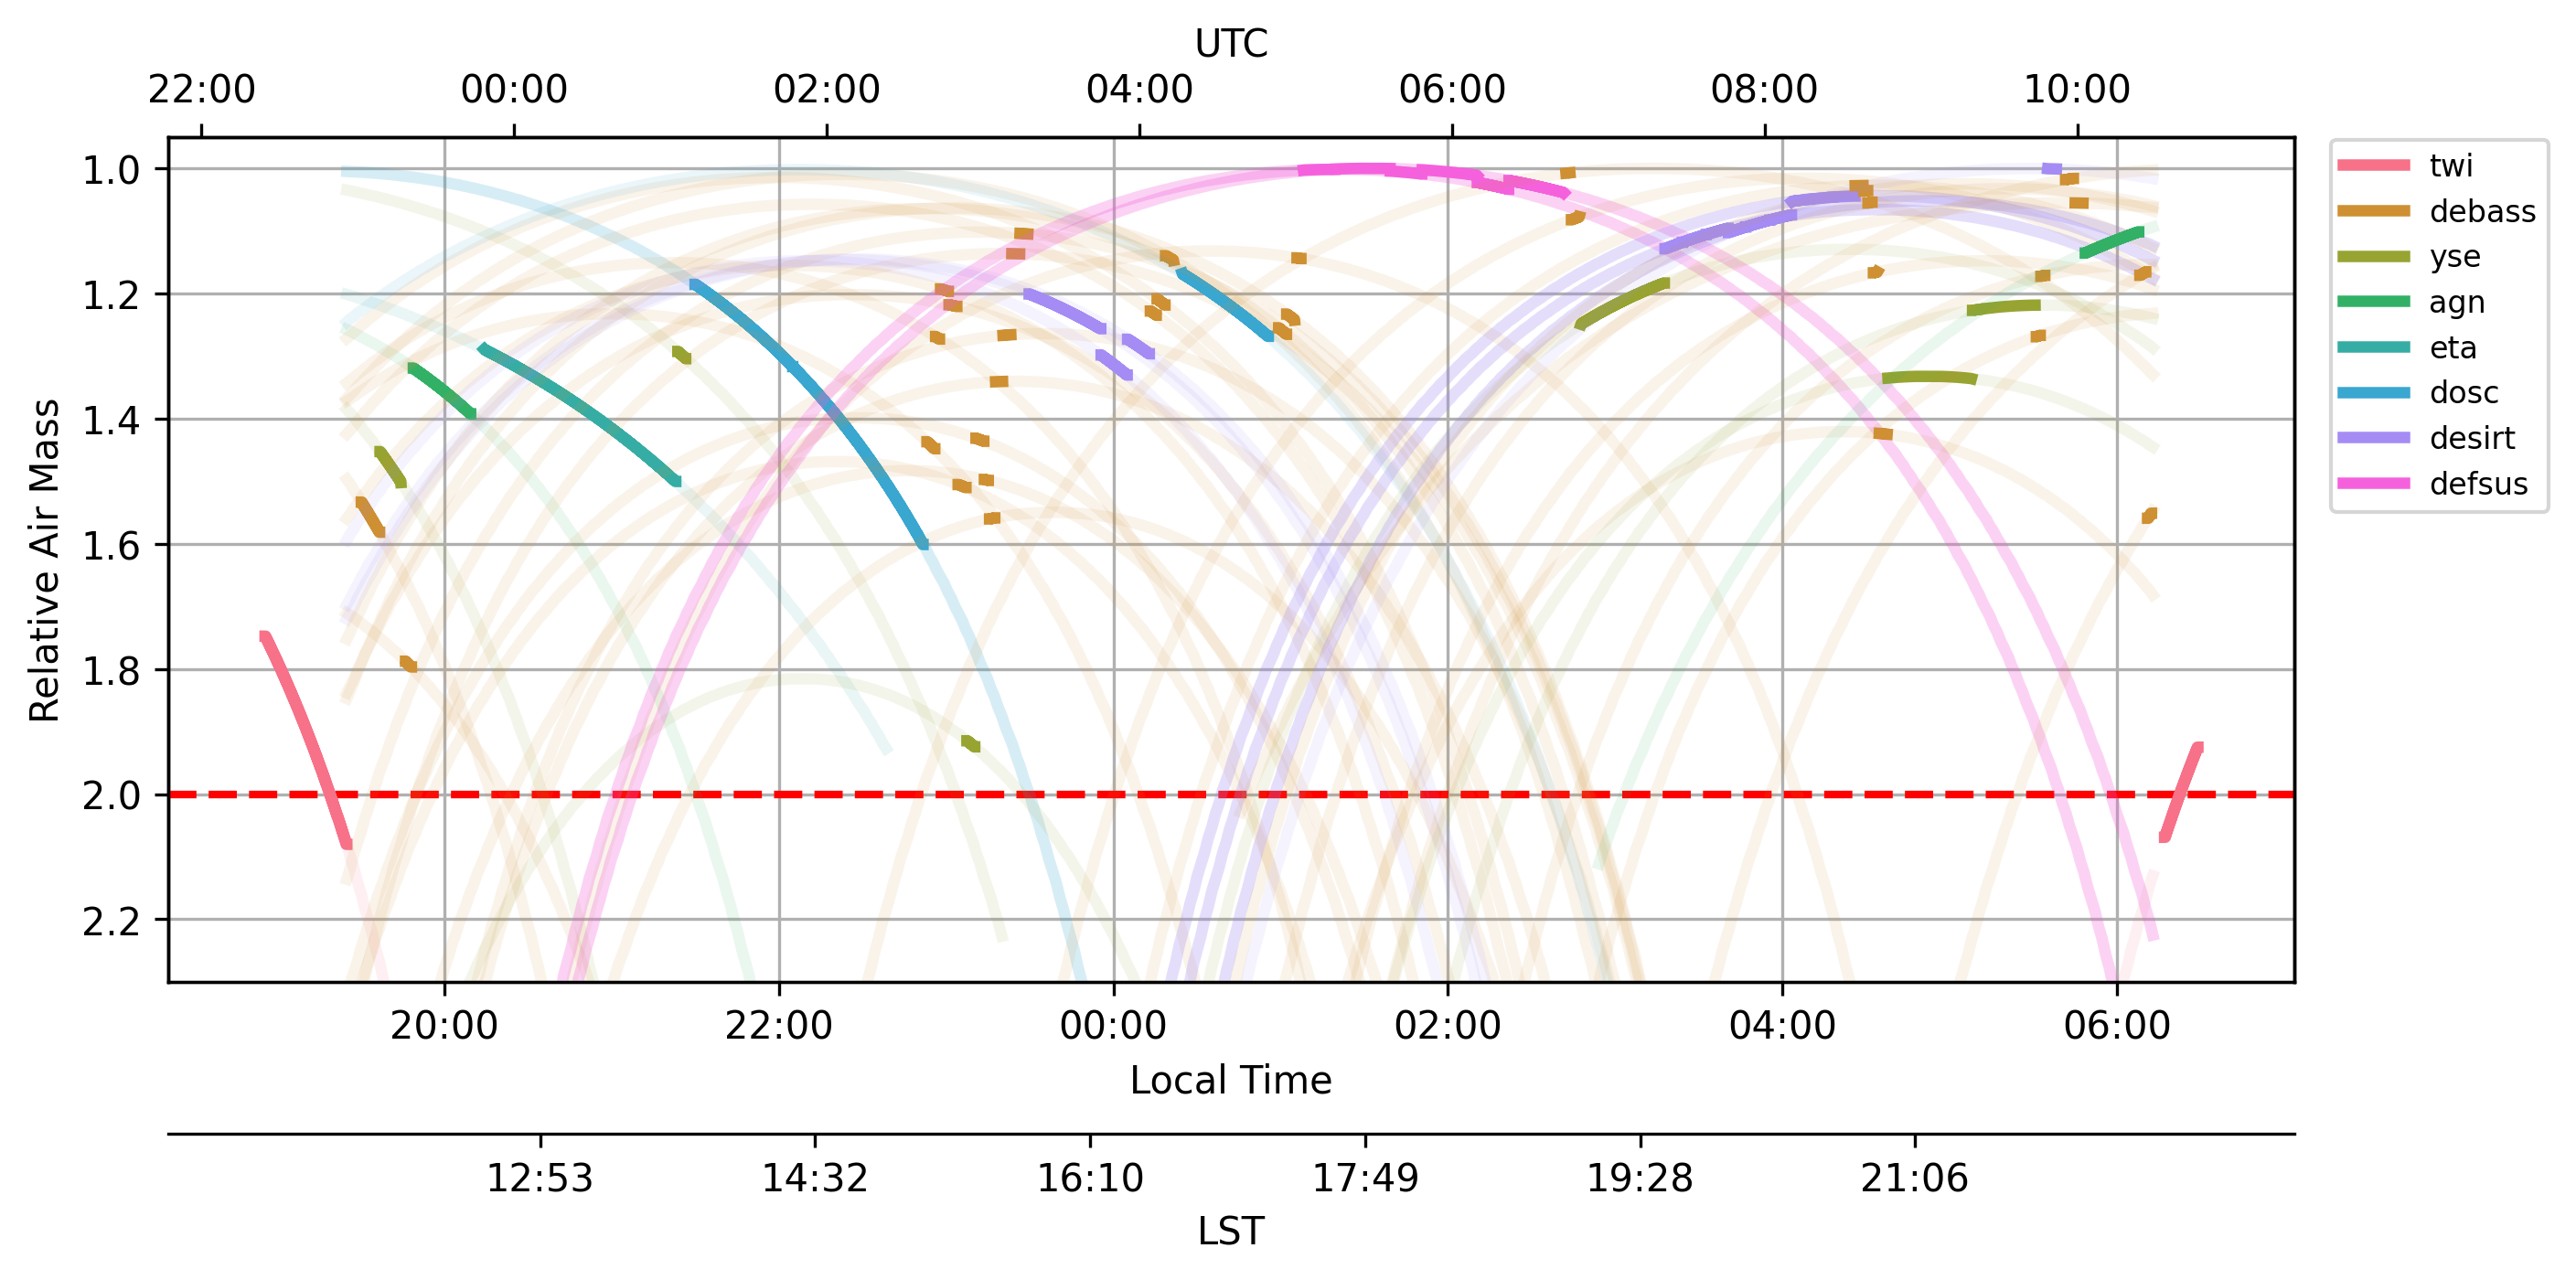 UTC
22:00 00:00 02:00 04:00 06:00 08:00 10:00
Relative Air Mass
1.0
1.2
1.4
1.6
1.8
2.0
2.2
twi
debass
yse
agn
eta
dosc
desirt
defsus
20:00 22:00 00:00 02:00 04:00 06:00
Local Time
12:53 14:32 16:10 17:49 19:28 21:06
LST